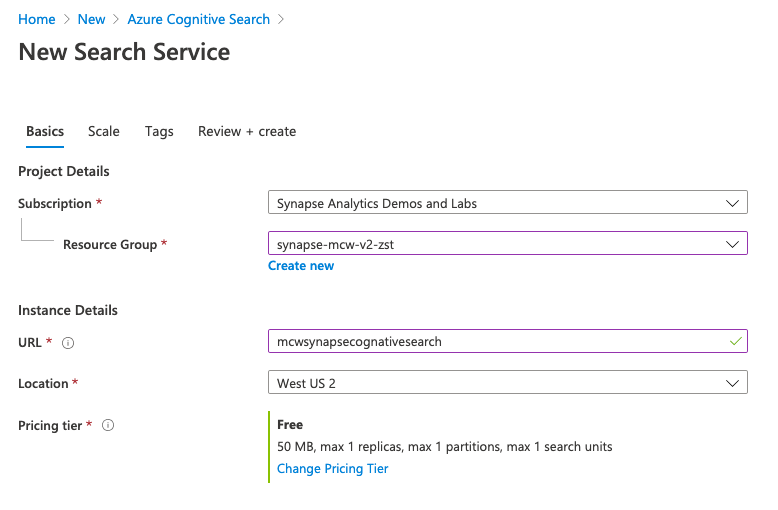 Home > New > Azure Cognitive Search >
New Search Service
Basics Scale Tags Review + create
Project Details
Subscription * Synapse Analytics Demos and Labs
Resource Group * synapse-mcw-v2-zst
Create new
Instance Details
URL * mcwsynapsecognativesearch
Location * West US 2
Pricing tier * Free
50 MB, max 1 replicas, max 1 partitions, max 1 search units
Change Pricing Tier